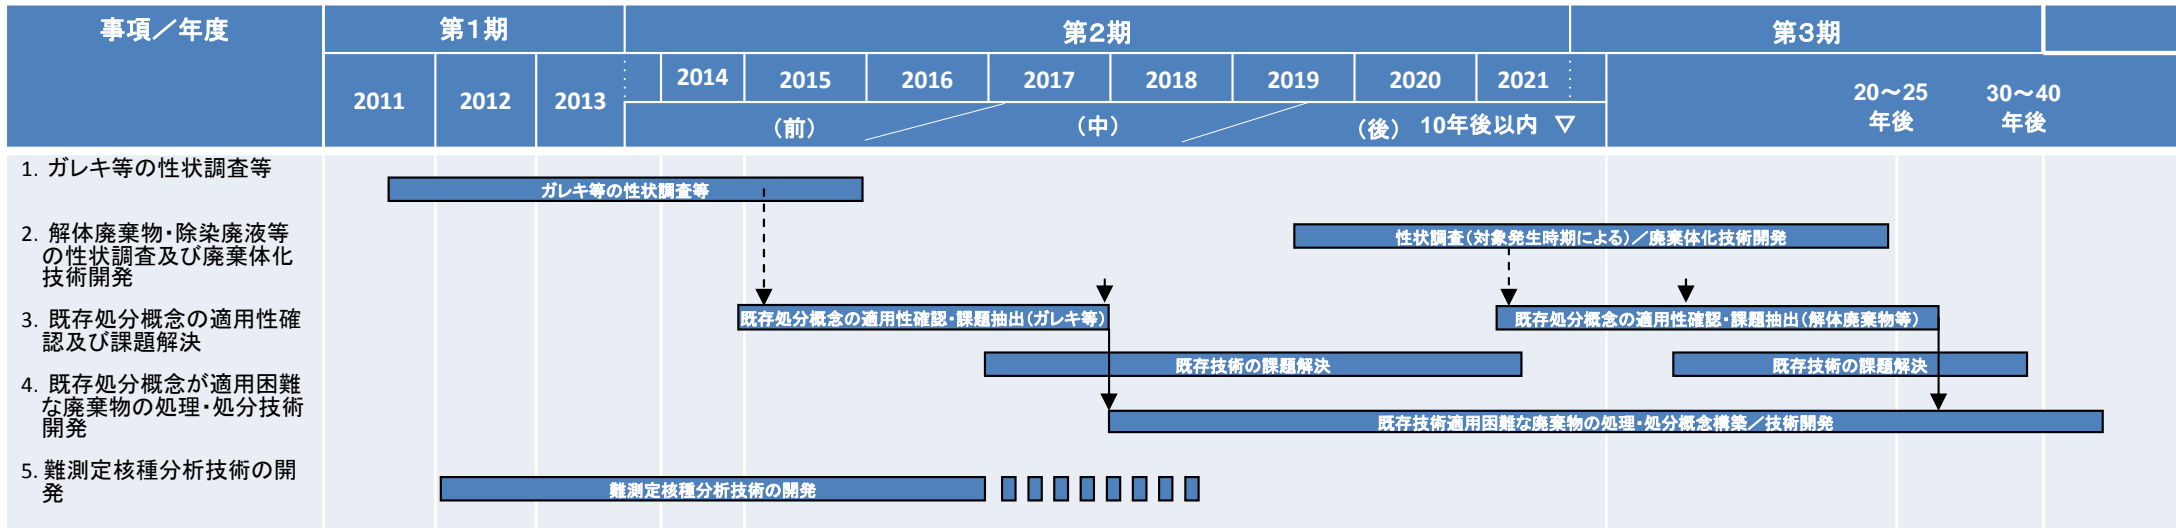 事項／年度
第1期
第2期
第3期
2011
2012
2013
2014
2015
2016
2017
2018
2019
2020
2021
20～25
年後
30～40
年後
（前）
（中）
（後）
10年後以内 ▽
1. ガレキ等の性状調査等
ガレキ等の性状調査等
2. 解体廃棄物・除染廃液等
の性状調査及び廃棄体化
技術開発
性状調査（対象発生時期による）／廃棄体化技術開発
3. 既存処分概念の適用性確
認及び課題解決
既存処分概念の適用性確認・課題抽出（ガレキ等）
既存処分概念の適用性確認・課題抽出（解体廃棄物等）
既存技術の課題解決
既存技術の課題解決
4. 既存処分概念が適用困難
な廃棄物の処理・処分技術
開発
既存技術適用困難な廃棄物の処理・処分概念構築／技術開発
5. 難測定核種分析技術の開
発
難測定核種分析技術の開発